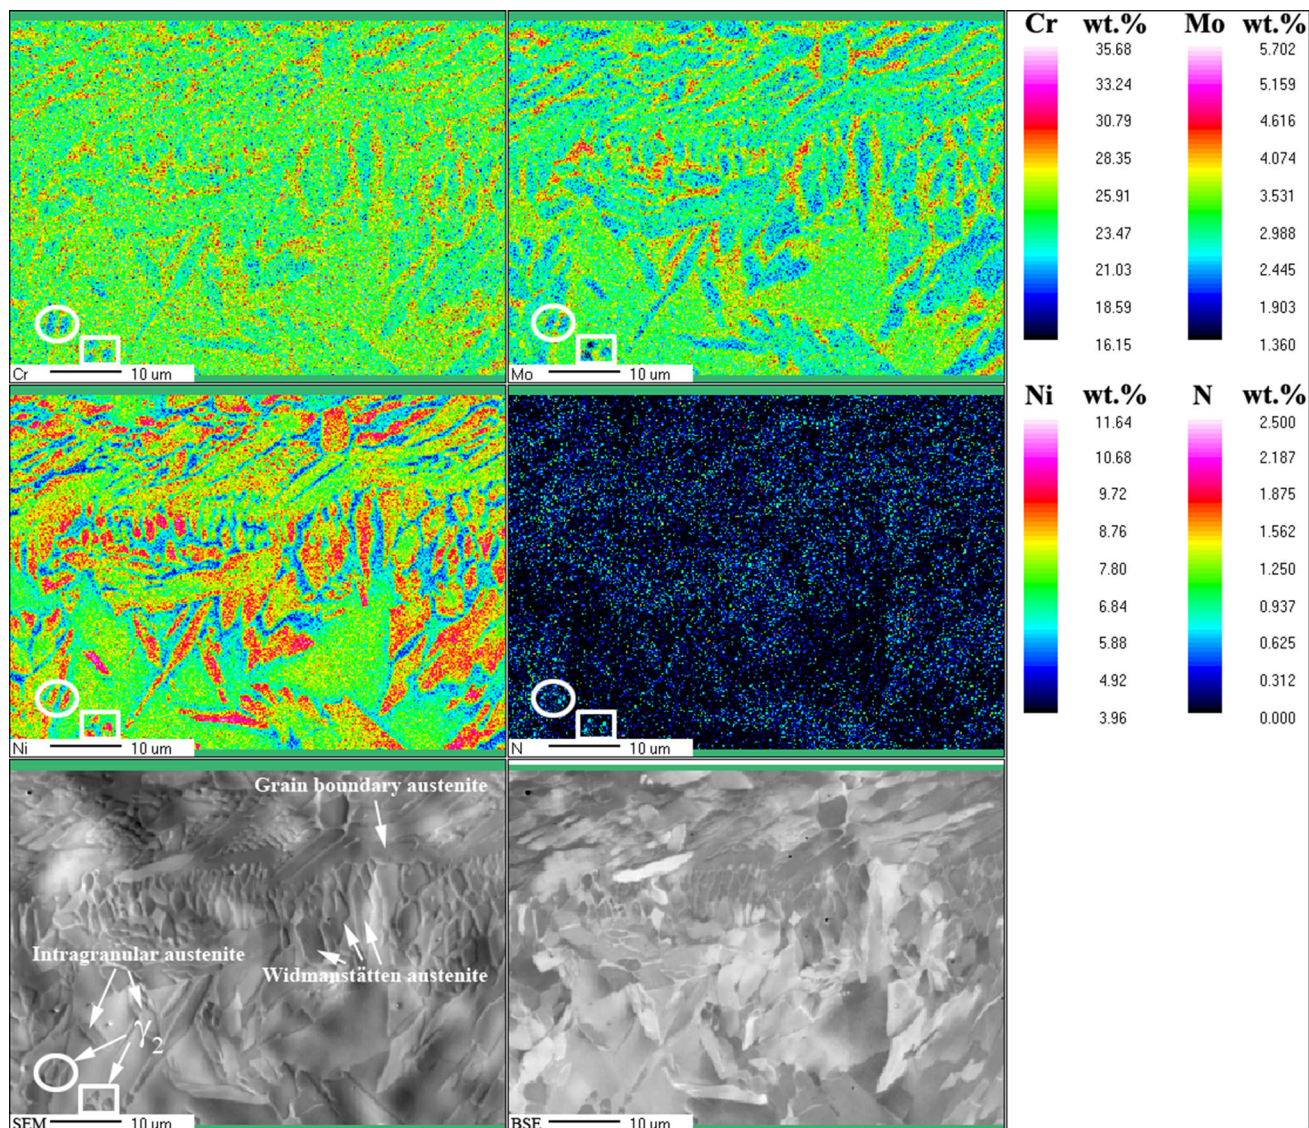 Cr wt.% Mo wt.%
35.68 5.702
33.24 5.159
30.79 4.616
28.35 4.074
25.91 3.531
23.47 2.988
21.03 2.445
18.59 1.903
16.15 1.360
Cr 10 um
Mo 10 um
Ni wt.% N wt.%
11.64 2.500
10.68 2.187
9.72 1.875
8.76 1.562
7.80 1.250
6.84 0.937
5.88 0.625
4.92 0.312
3.96 0.000
Ni 10 um
N 10 um
Grain boundary austenite
Intragranular austenite
Widmanstätten austenite
γ₂
SEM 10 um
BSE 10 um